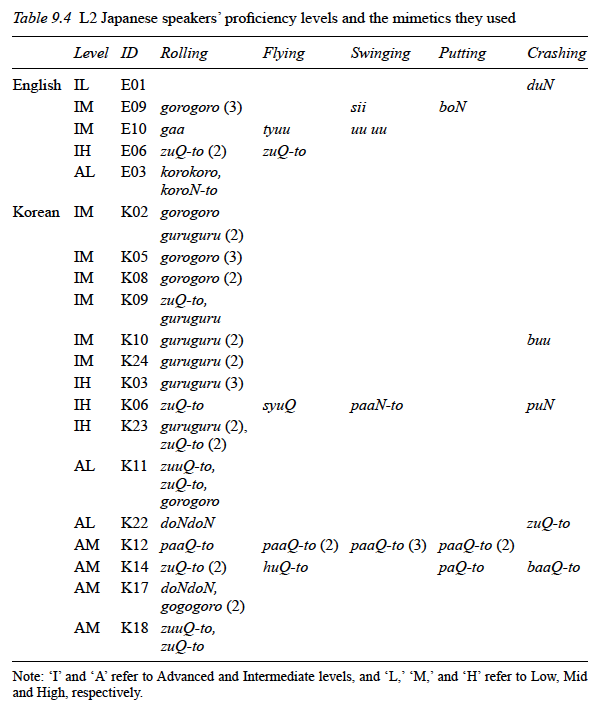 Table 9.4 L2 Japanese speakers’ proficiency levels and the mimetics they used
Level ID Rolling Flying Swinging Putting Crashing
English IL E01 duN
IM E09 gorogoro (3) sii boN
IM E10 gaa tyuu uu uu
IH E06 zuQ-to (2) zuQ-to
AL E03 korokoro,
koroN-to
Korean IM K02 gorogoro
guruguru (2)
IM K05 gorogoro (3)
IM K08 gorogoro (2)
IM K09 zuQ-to,
guruguru
IM K10 guruguru (2) buu
IM K24 guruguru (2)
IH K03 guruguru (3)
IH K06 zuQ-to syuQ paaN-to puN
IH K23 guruguru (2),
zuQ-to (2)
AL K11 zuuQ-to,
zuQ-to,
gorogoro
AL K22 doNdoN zuQ-to
AM K12 paaQ-to paaQ-to (2) paaQ-to (3) paaQ-to (2)
AM K14 zuQ-to (2) huQ-to paQ-to baaQ-to
AM K17 doNdoN,
gogogoro (2)
AM K18 zuuQ-to,
zuQ-to
Note: ‘I’ and ‘A’ refer to Advanced and Intermediate levels, and ‘L,’ ‘M,’ and ‘H’ refer to Low, Mid
and High, respectively.